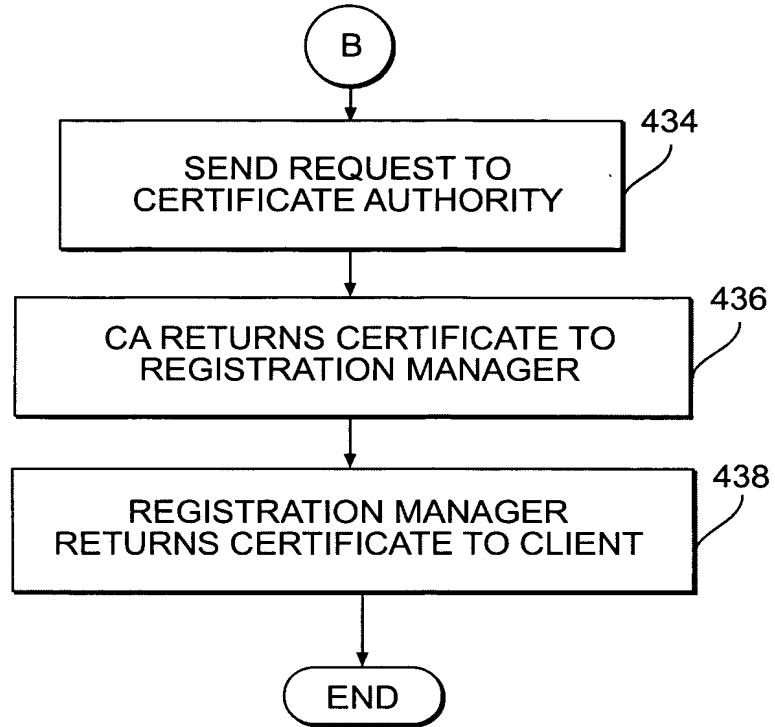 B
434
SEND REQUEST TO
CERTIFICATE AUTHORITY
436
CA RETURNS CERTIFICATE TO
REGISTRATION MANAGER
438
REGISTRATION MANAGER
RETURNS CERTIFICATE TO CLIENT
END